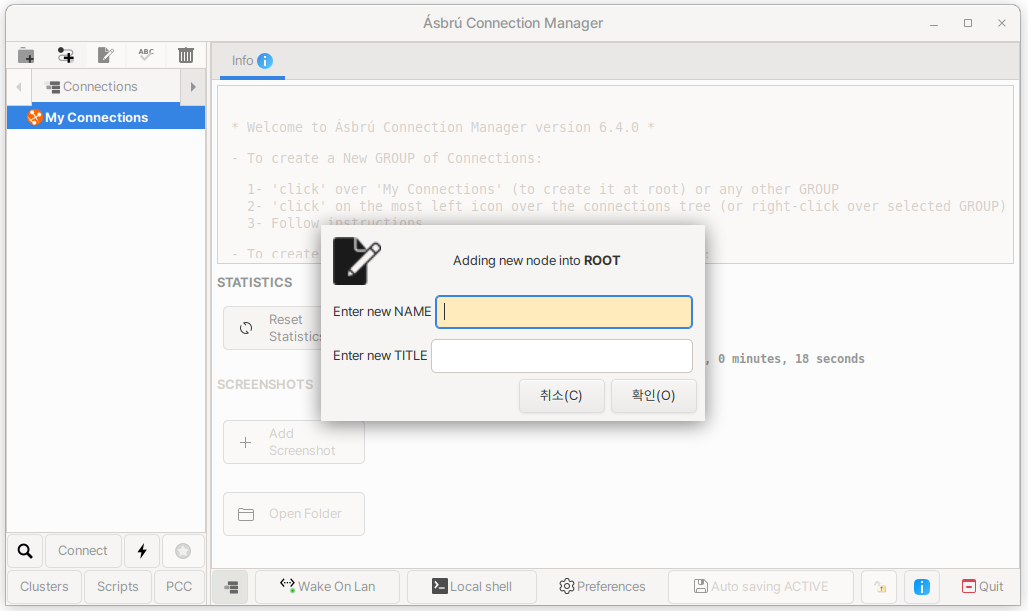 Ásbrú Connection Manager
ABC
Info
Connections
My Connections
* Welcome to Ásbrú Connection Manager version 6.4.0 *
- To create a New GROUP of Connections:
1- 'click' over 'My Connections' (to create it at root) or any other GROUP
2- 'click' on the most left icon over the connections tree (or right-click over selected GROUP)
3- Follow instructions
- To create
Adding new node into ROOT
Enter new NAME
Enter new TITLE
취소(C)
확인(O)
STATISTICS
Reset
Statistics
, 0 minutes, 18 seconds
SCREENSHOTS
Add
Screenshot
Open Folder
Connect
Clusters
Scripts
PCC
Wake On Lan
Local shell
Preferences
Auto saving ACTIVE
Quit